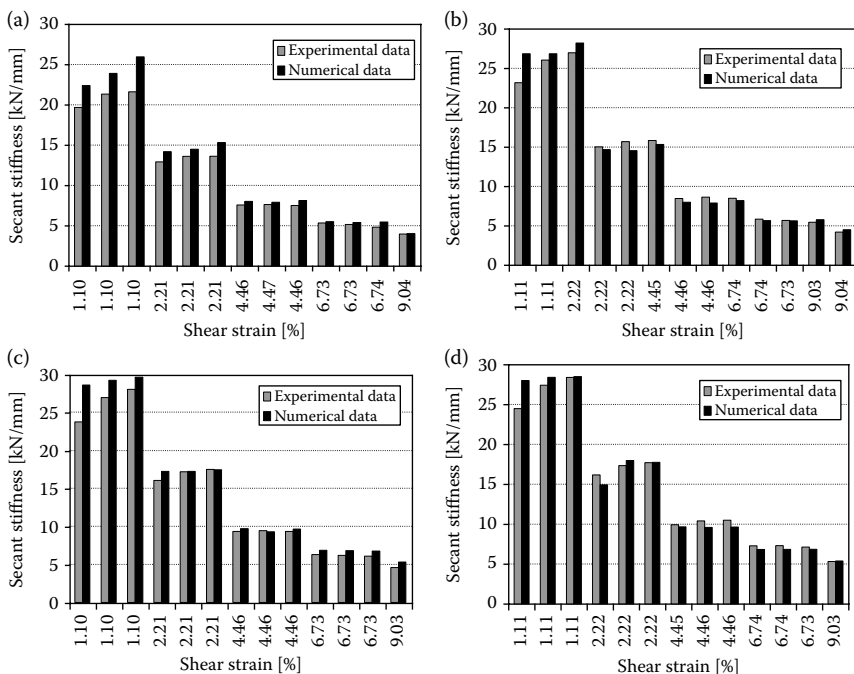 (a)
Secant stiffness [kN/mm]
30
25
20
15
10
5
0
Experimental data
Numerical data
1.10 1.10 1.10 2.21 2.21 2.21 4.46 4.47 4.46 6.73 6.73 6.74 9.04
Shear strain [%]
(b)
Secant stiffness [kN/mm]
30
25
20
15
10
5
0
Experimental data
Numerical data
1.11 1.11 2.22 2.22 2.22 4.45 4.46 4.46 6.74 6.74 6.73 9.03 9.04
Shear strain [%]
(c)
Secant stiffness [kN/mm]
30
25
20
15
10
5
0
Experimental data
Numerical data
1.10 1.10 1.10 2.21 2.21 2.21 4.46 4.46 4.46 6.73 6.73 6.73 9.03
Shear strain [%]
(d)
Secant stiffness [kN/mm]
30
25
20
15
10
5
0
Experimental data
Numerical data
1.11 1.11 1.11 2.22 2.22 2.22 4.45 4.46 4.46 6.74 6.74 6.73 9.03
Shear strain [%]